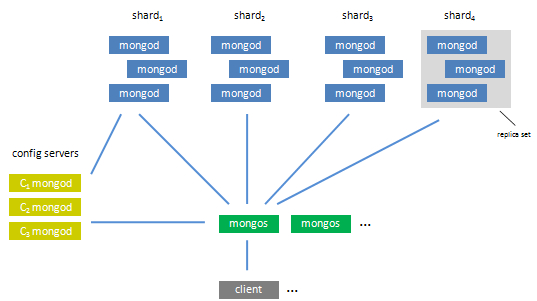 shard₁ shard₂ shard₃ shard₄
mongod mongod mongod mongod
mongod mongod mongod mongod
mongod mongod mongod mongod
replica set
config servers
C₁ mongod
C₂ mongod
C₃ mongod
mongos mongos ...
client ...